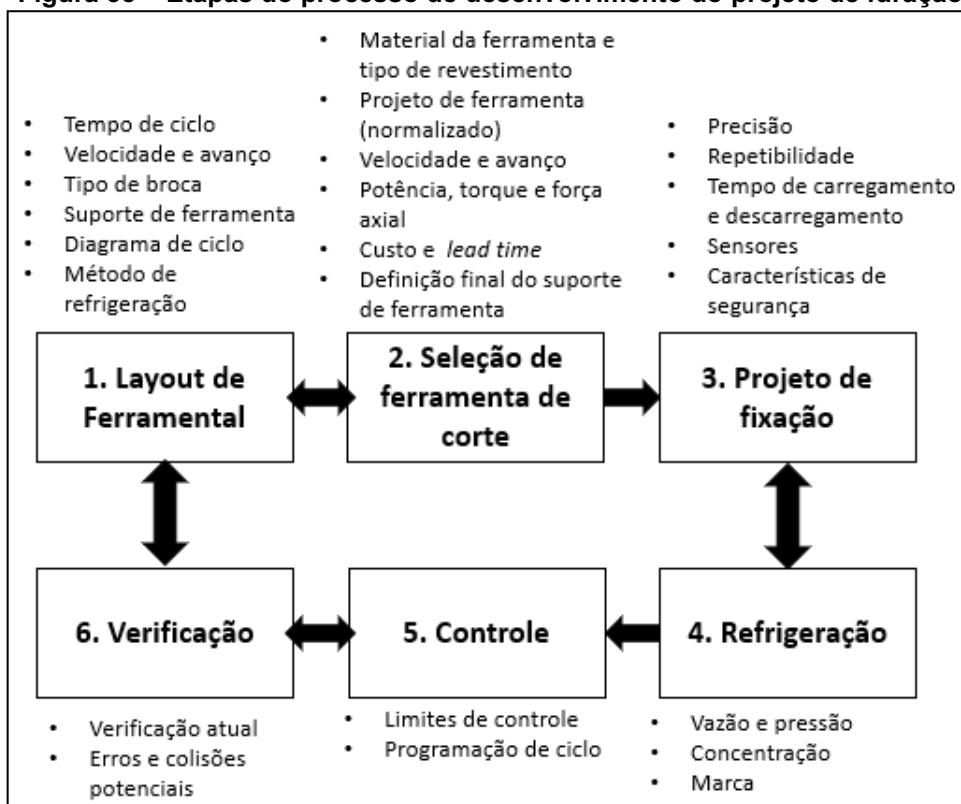 Figura 30 – Etapas do processo de desenvolvimento do projeto de furação
• Tempo de ciclo
• Velocidade e avanço
• Tipo de broca
• Suporte de ferramenta
• Diagrama de ciclo
• Método de
refrigeração
• Material da ferramenta e
tipo de revestimento
• Projeto de ferramenta
(normalizado)
• Velocidade e avanço
• Potência, torque e força
axial
• Custo e lead time
• Definição final do suporte
de ferramenta
• Precisão
• Repetibilidade
• Tempo de carregamento
e descarregamento
• Sensores
• Características de
segurança
1. Layout de
Ferramental
2. Seleção de
ferramenta de
corte
3. Projeto de
fixação
6. Verificação
5. Controle
4. Refrigeração
• Verificação atual
• Erros e colisões
potenciais
• Limites de controle
• Programação de ciclo
• Vazão e pressão
• Concentração
• Marca